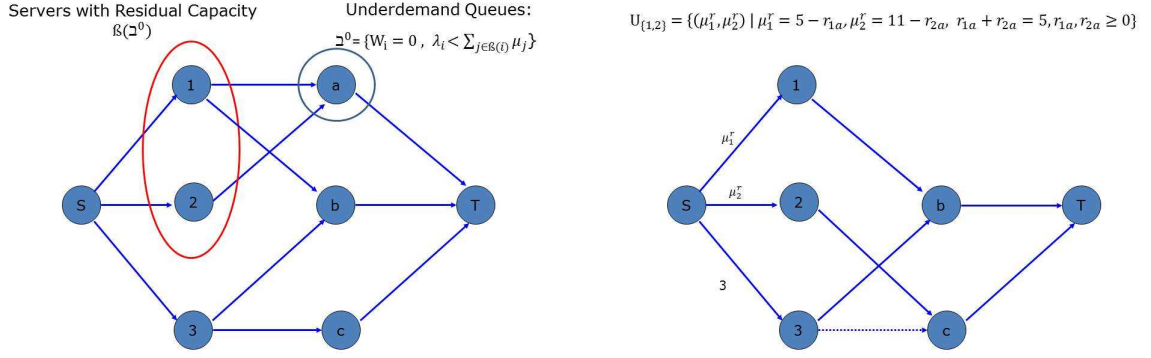 Servers with Residual Capacity
ß(ℶ⁰)
Underdemand Queues:
ℶ⁰= {Wᵢ = 0 , λᵢ < ∑_{j∈ß(i)} μⱼ}
S
1
2
3
a
b
c
T
U_{\{1,2\}} = {(μ₁ʳ, μ₂ʳ) | μ₁ʳ = 5 − r₁ₐ, μ₂ʳ = 11 − r₂ₐ, r₁ₐ + r₂ₐ = 5, r₁ₐ, r₂ₐ ≥ 0}
μ₁ʳ
μ₂ʳ
3
S
1
2
3
b
c
T